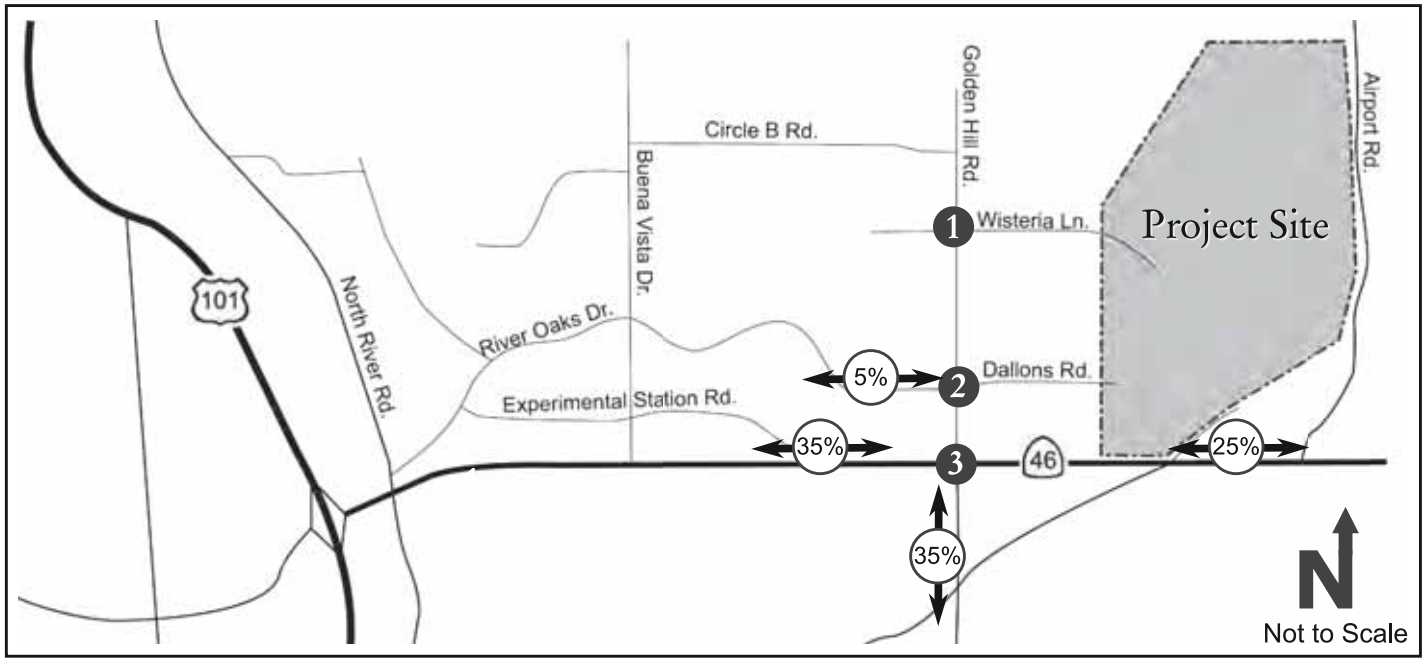 Golden Hill Rd.
Airport Rd.
Circle B Rd.
Buena Vista Dr.
1
Wisteria Ln.
Project Site
101
North River Rd.
River Oaks Dr.
5%
2
Dallons Rd.
Experimental Station Rd.
35%
3
46
25%
35%
N
Not to Scale